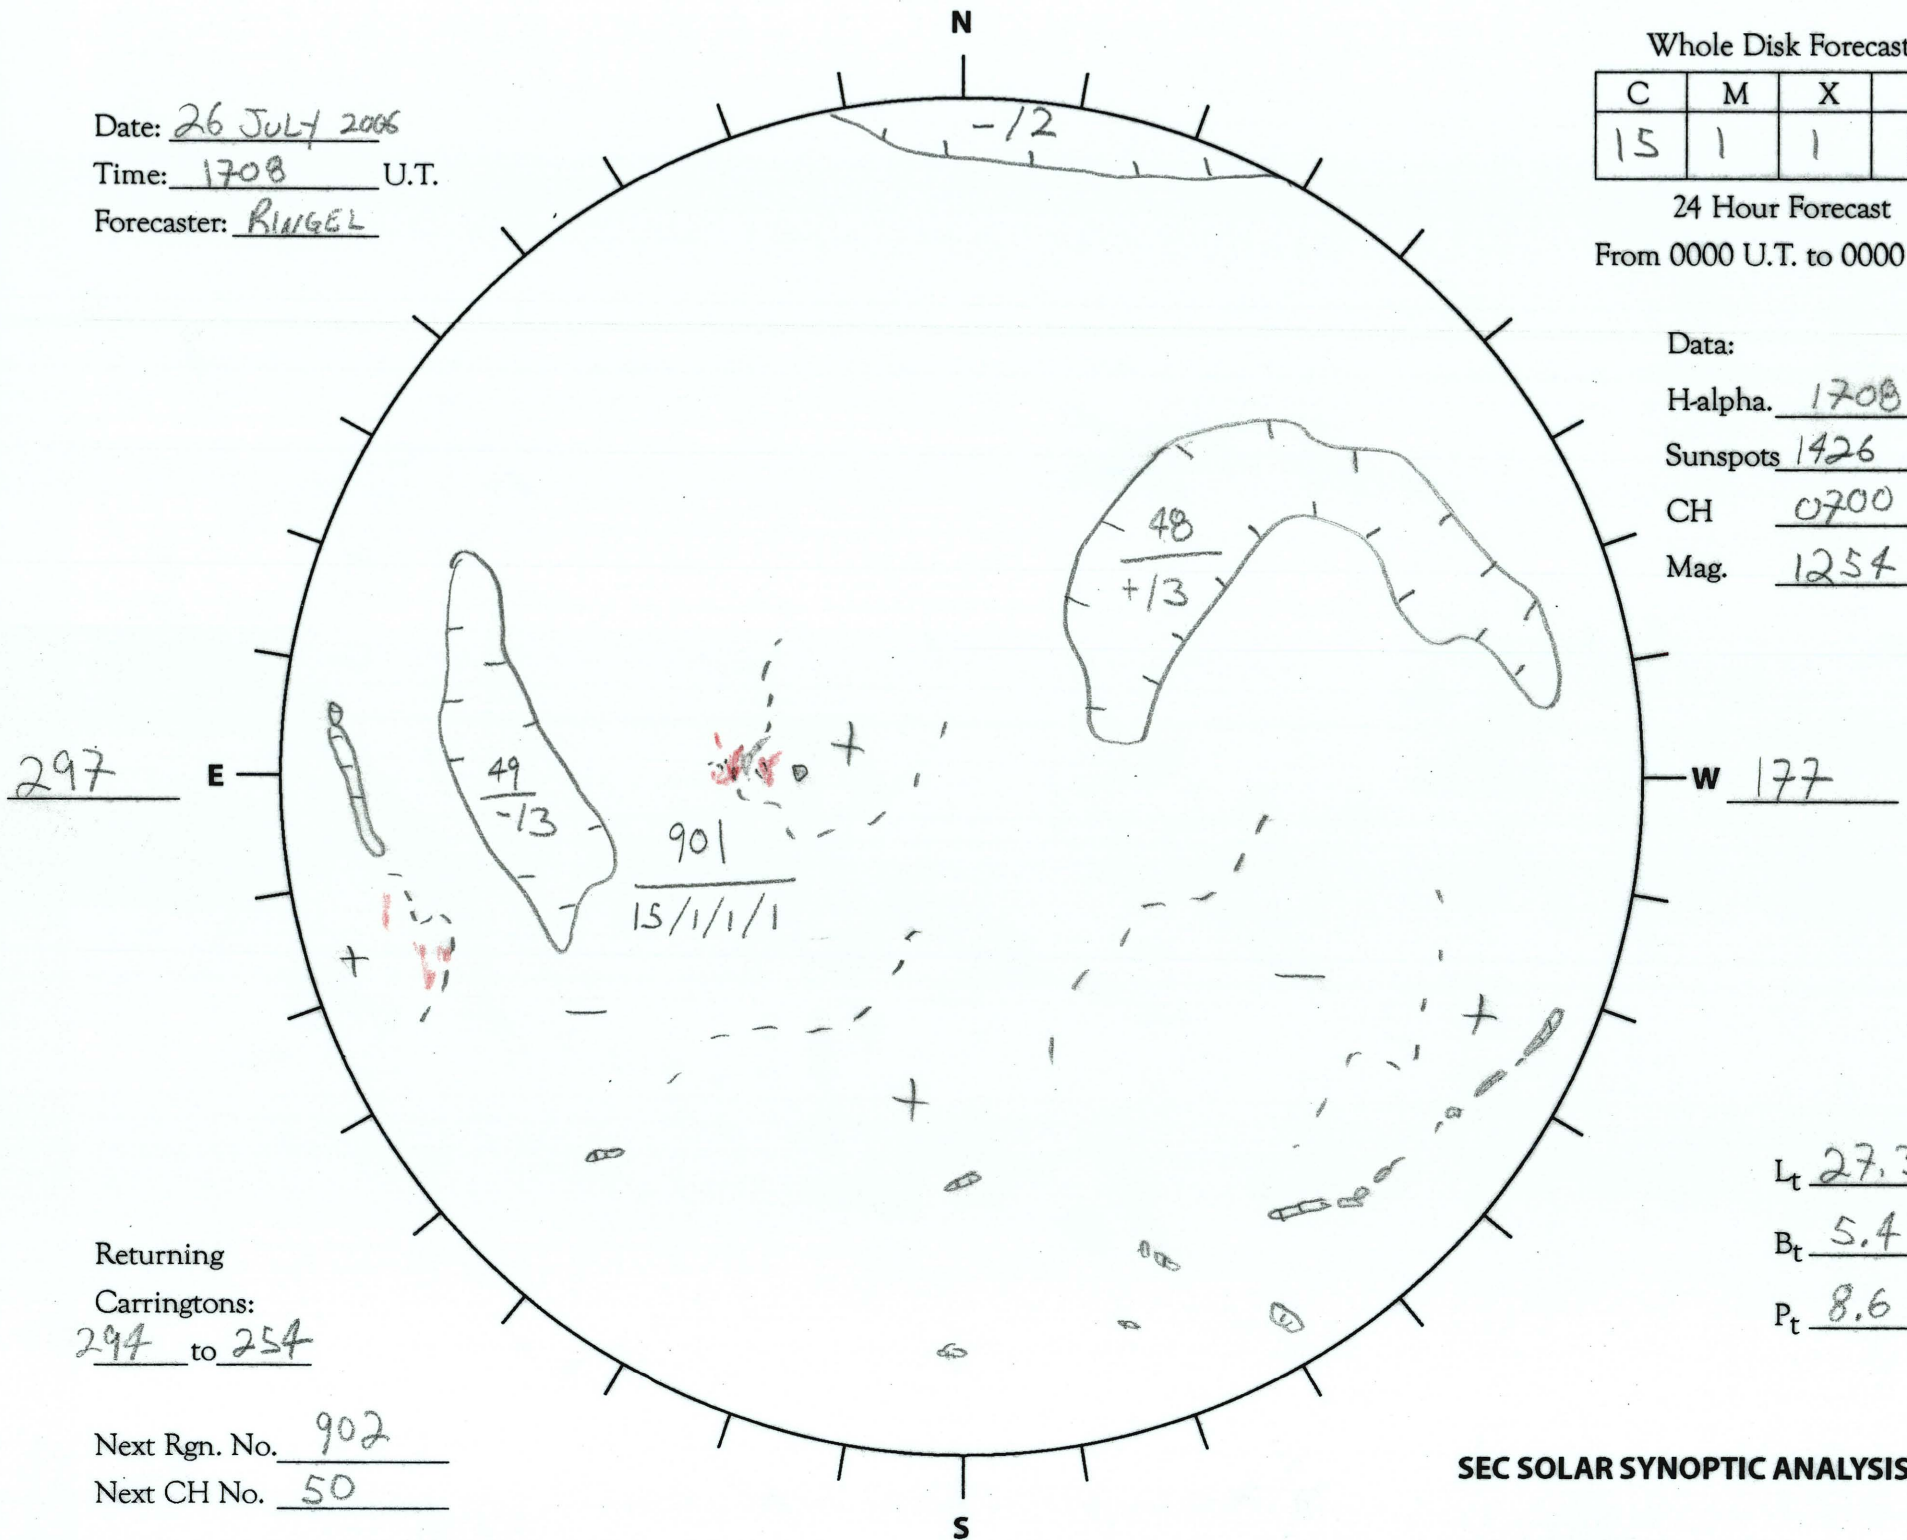 N
Date: 26 JULY 2006
Time: 1708 U.T.
Forecaster: RINGEL
Whole Disk Forecast
C M X
15 1 1
24 Hour Forecast
From 0000 U.T. to 0000
-/2
Data:
H-alpha. 1708
Sunspots 1426
CH 0700
Mag. 1254
48
+/3
49
-/3
+
297 E
W 177
901
15/1/1/1
+
-
-
+
+
Lt 27.3
Bt 5.4
Pt 8.6
Returning
Carringtons:
294 to 254
Next Rgn. No. 902
Next CH No. 50
SEC SOLAR SYNOPTIC ANALYSIS
S